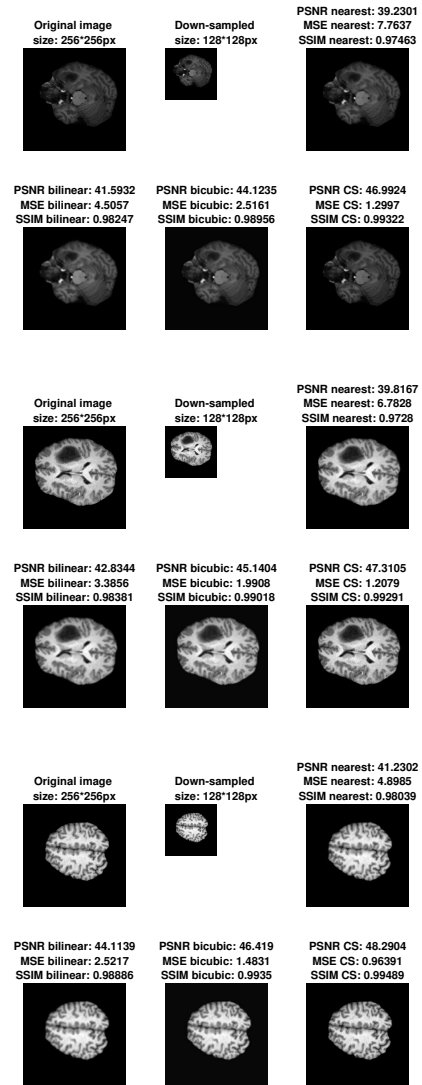 Original image
size: 256*256px
Down-sampled
size: 128*128px
PSNR nearest: 39.2301
MSE nearest: 7.7637
SSIM nearest: 0.97463
PSNR bilinear: 41.5932
MSE bilinear: 4.5057
SSIM bilinear: 0.98247
PSNR bicubic: 44.1235
MSE bicubic: 2.5161
SSIM bicubic: 0.98956
PSNR CS: 46.9924
MSE CS: 1.2997
SSIM CS: 0.99322
Original image
size: 256*256px
Down-sampled
size: 128*128px
PSNR nearest: 39.8167
MSE nearest: 6.7828
SSIM nearest: 0.9728
PSNR bilinear: 42.8344
MSE bilinear: 3.3856
SSIM bilinear: 0.98381
PSNR bicubic: 45.1404
MSE bicubic: 1.9908
SSIM bicubic: 0.99018
PSNR CS: 47.3105
MSE CS: 1.2079
SSIM CS: 0.99291
Original image
size: 256*256px
Down-sampled
size: 128*128px
PSNR nearest: 41.2302
MSE nearest: 4.8985
SSIM nearest: 0.98039
PSNR bilinear: 44.1139
MSE bilinear: 2.5217
SSIM bilinear: 0.98886
PSNR bicubic: 46.419
MSE bicubic: 1.4831
SSIM bicubic: 0.9935
PSNR CS: 48.2904
MSE CS: 0.96391
SSIM CS: 0.99489